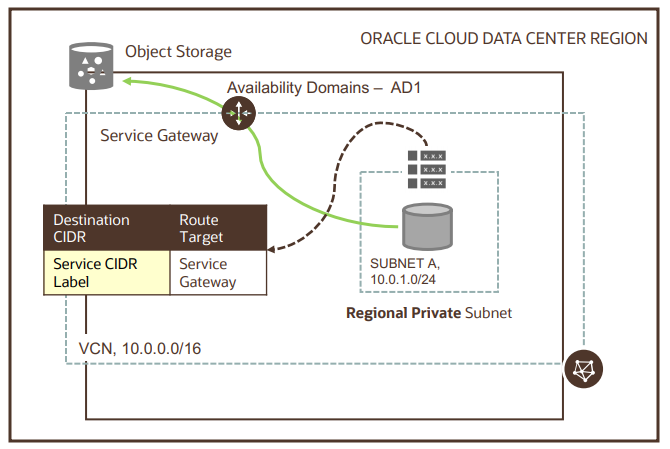 ORACLE CLOUD DATA CENTER REGION
Object Storage
Availability Domains – AD1
Service Gateway
x.x.x
x.x.x
x.x.x
Destination
CIDR
Route
Target
Service CIDR
Label
Service
Gateway
SUBNET A,
10.0.1.0/24
Regional Private Subnet
VCN, 10.0.0.0/16